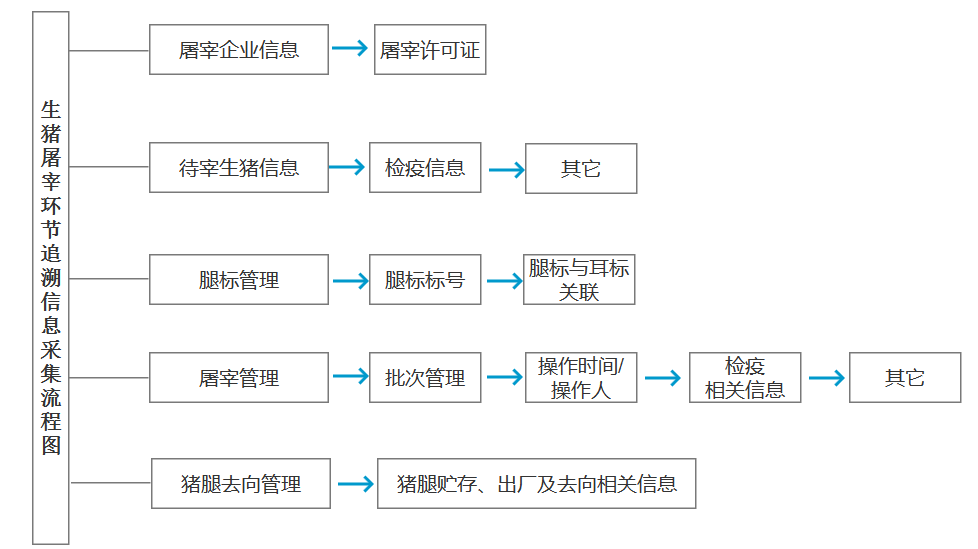 生猪屠宰环节追溯信息采集流程图
屠宰企业信息
屠宰许可证
待宰生猪信息
检疫信息
其它
腿标管理
腿标标号
腿标与耳标
关联
屠宰管理
批次管理
操作时间/
操作人
检疫
相关信息
其它
猪腿去向管理
猪腿贮存、出厂及去向相关信息